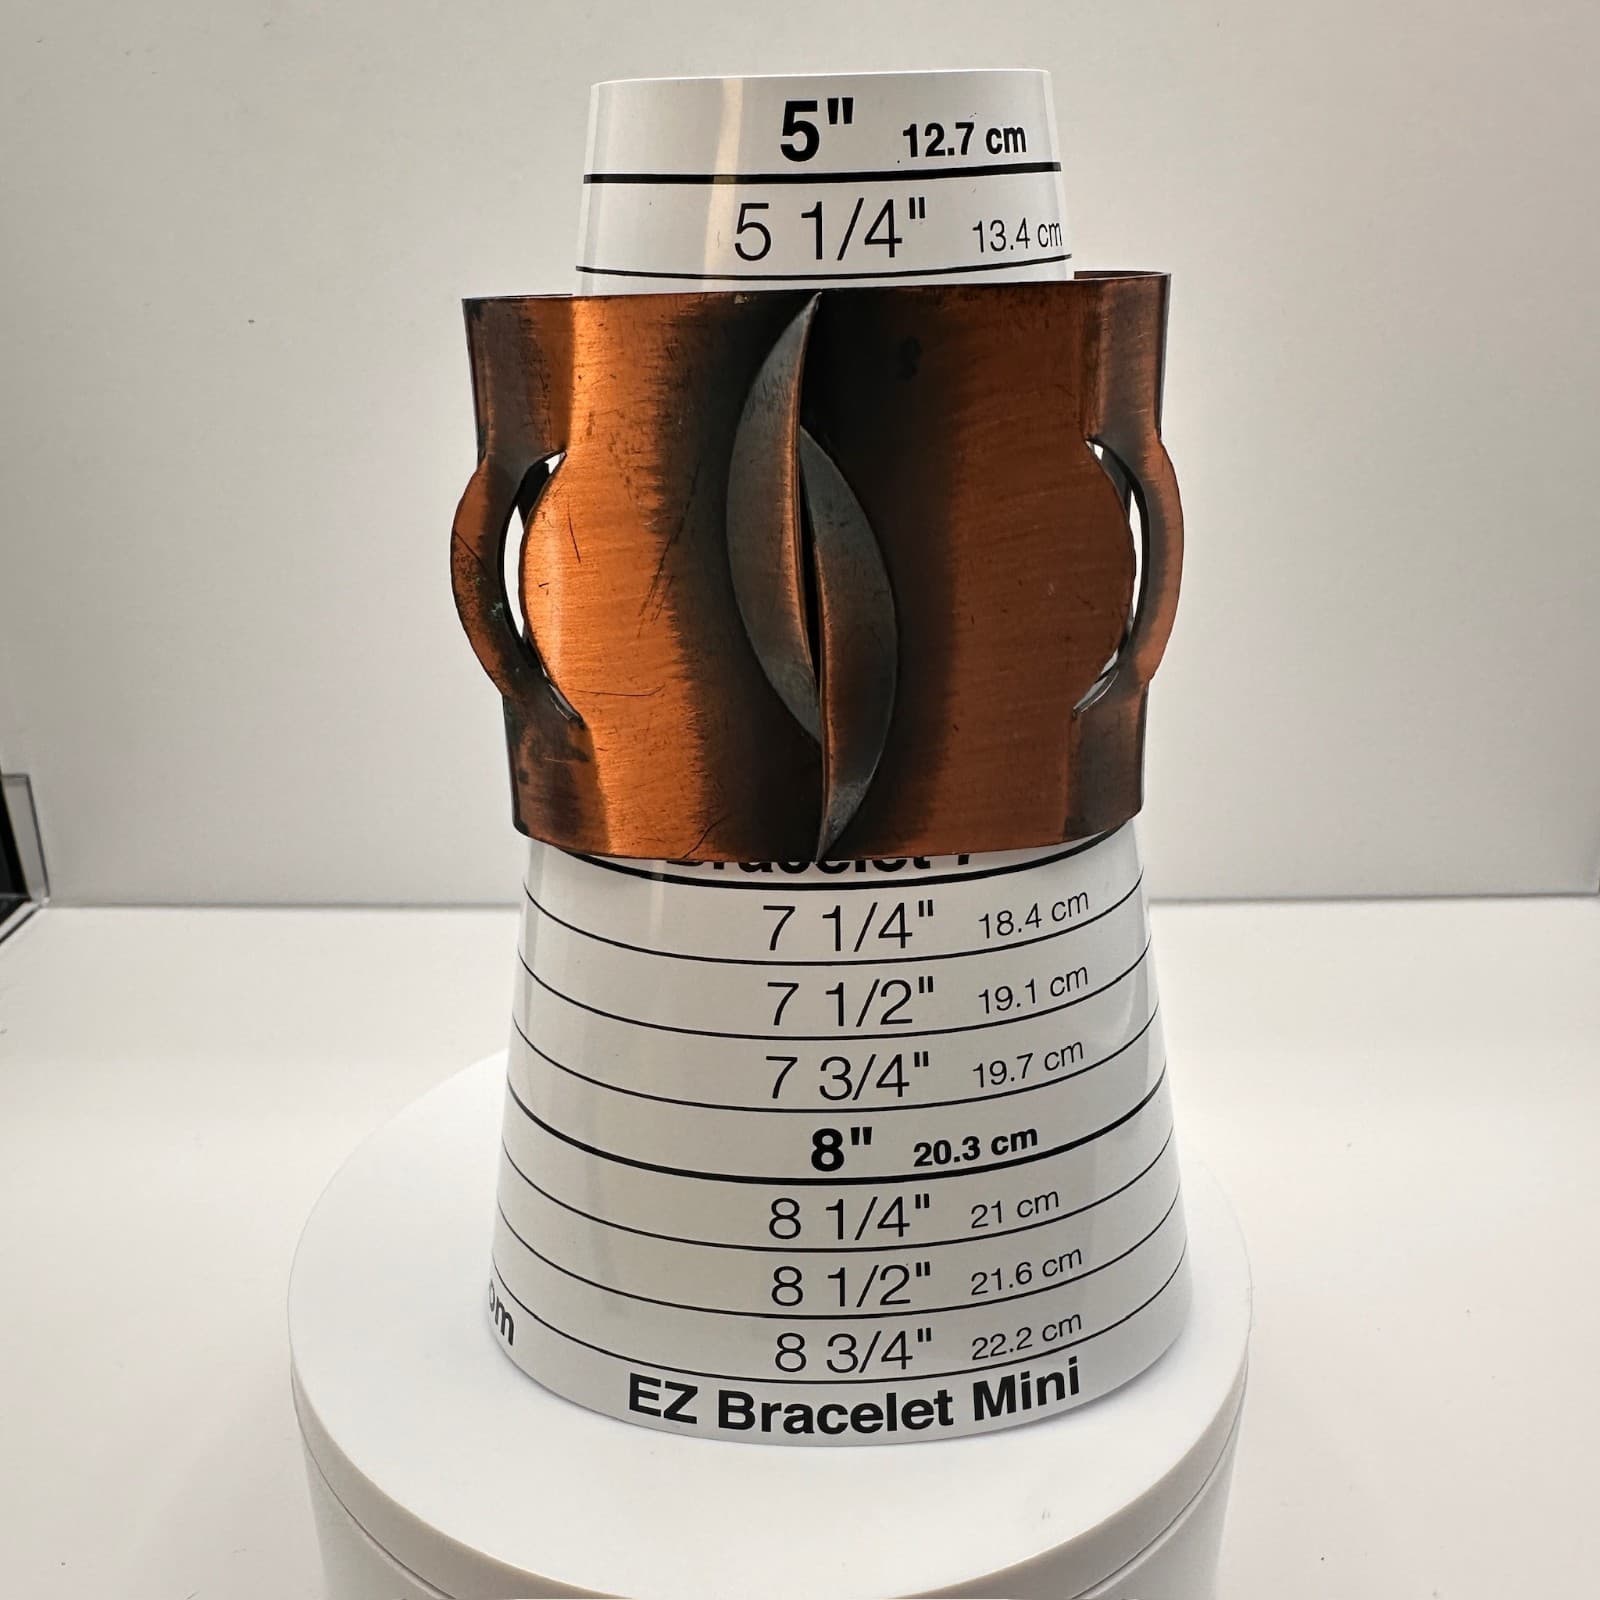 5" 12.7 cm
5 1/4" 13.4 cm
Bracelet
7 1/4" 18.4 cm
7 1/2" 19.1 cm
7 3/4" 19.7 cm
8" 20.3 cm
8 1/4" 21 cm
8 1/2" 21.6 cm
8 3/4" 22.2 cm
om
EZ Bracelet Mini